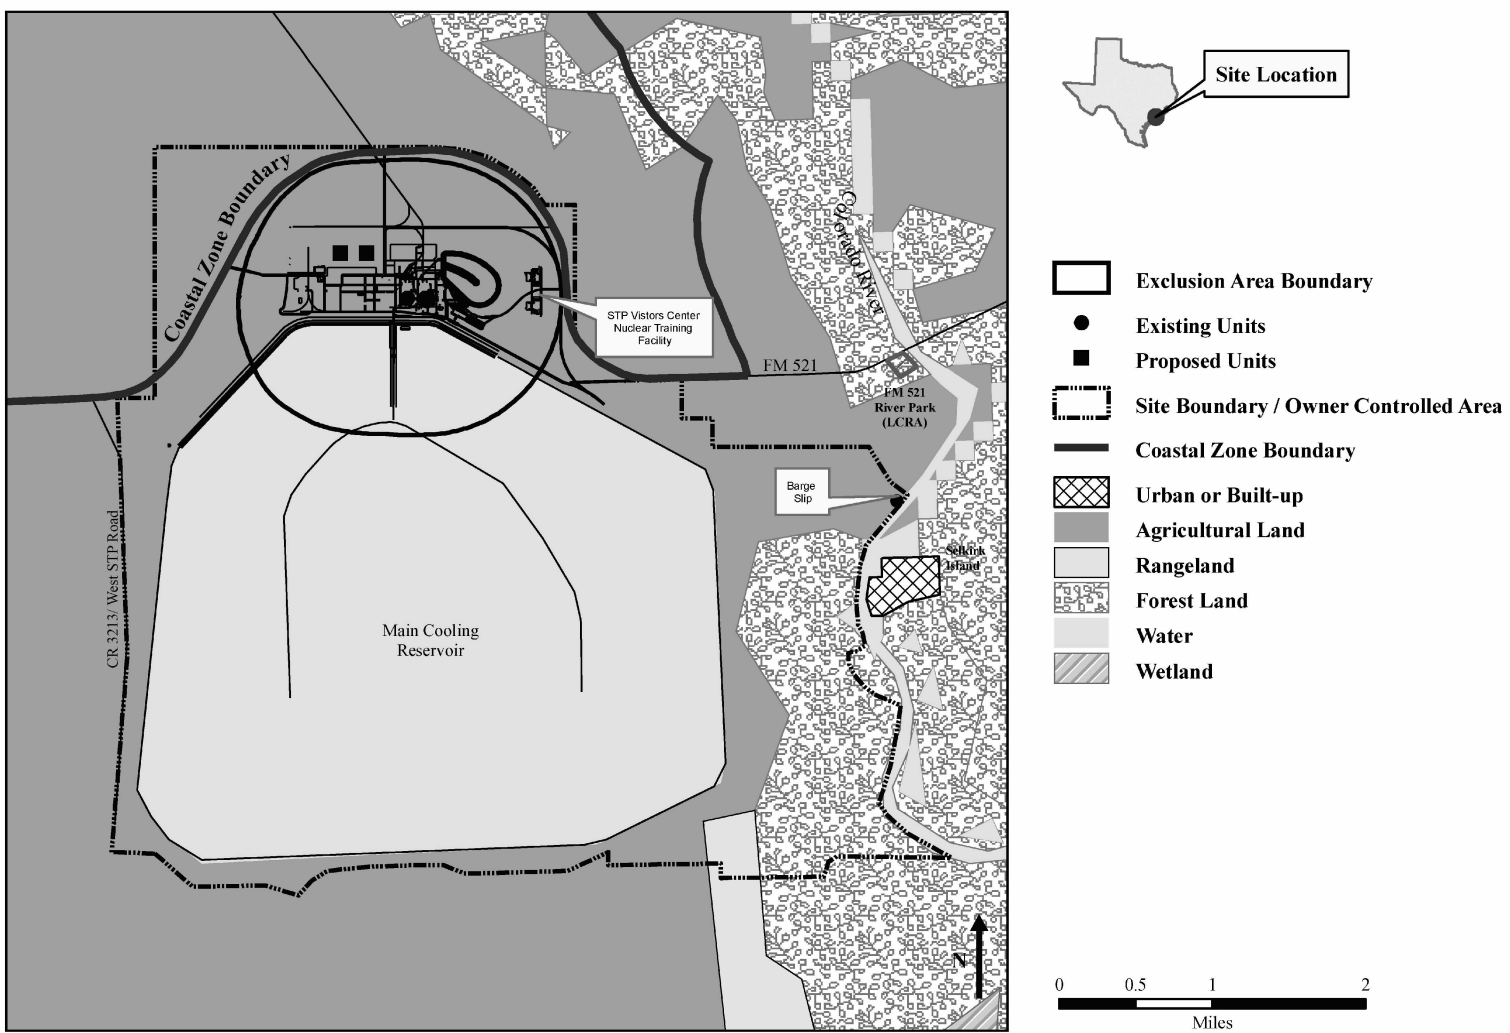 Site Location
Coastal Zone Boundary
Colorado River
STP Vistors Center
Nuclear Training
Facility
FM 521
FM 521
River Park
(LCRA)
Barge
Slip
Selkirk
Island
CR 3213/ West STP Road
Main Cooling
Reservoir
N
Exclusion Area Boundary
Existing Units
Proposed Units
Site Boundary / Owner Controlled Area
Coastal Zone Boundary
Urban or Built-up
Agricultural Land
Rangeland
Forest Land
Water
Wetland
0 0.5 1 2
Miles